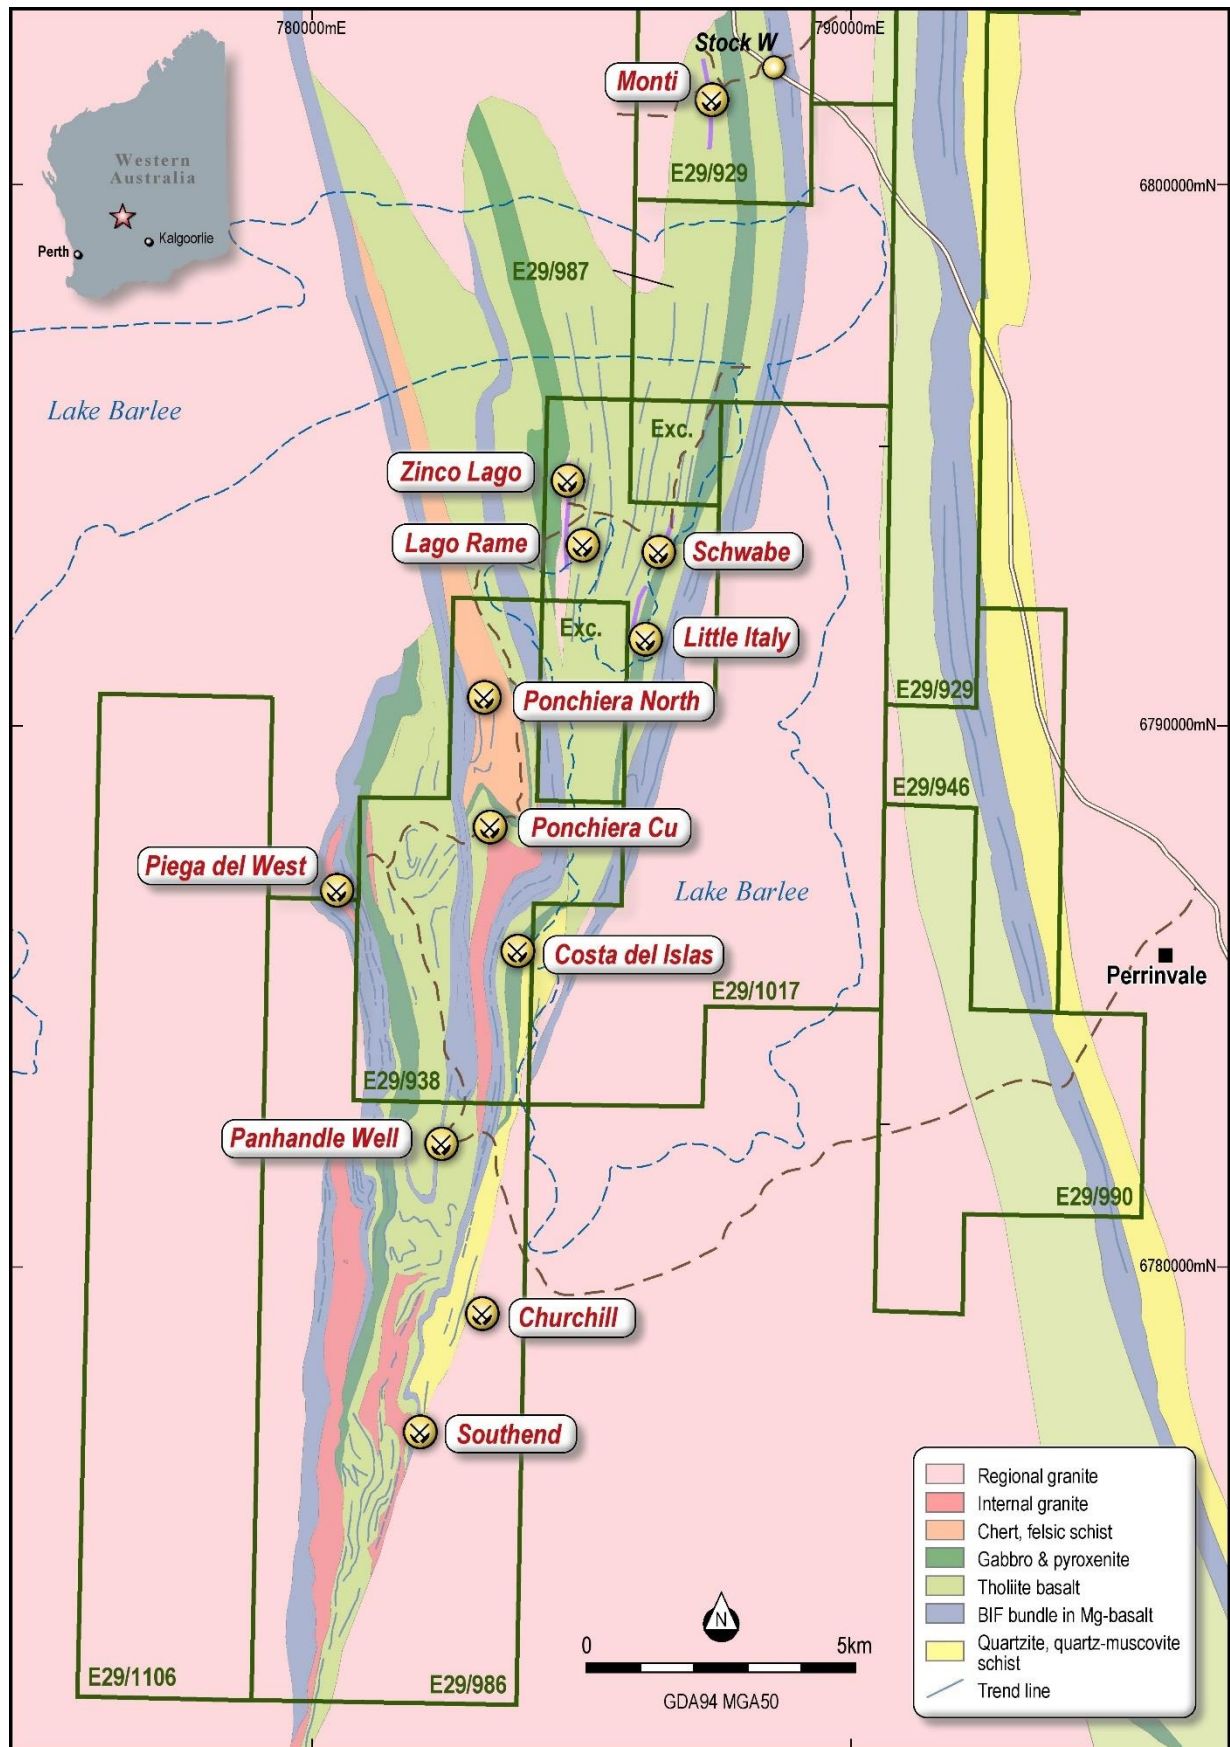 780000mE
790000mE
Stock W
Monti
Western
Australia
Kalgoorlie
Perth
E29/929
6800000mN
E29/987
Lake Barlee
Exc.
Zinco Lago
Lago Rame
Schwabe
Exc.
Little Italy
E29/929
Ponchiera North
6790000mN
E29/946
Ponchiera Cu
Piega del West
Lake Barlee
Costa del Islas
Perrinvale
E29/1017
E29/938
Panhandle Well
E29/990
6780000mN
Churchill
Southend
Regional granite
Internal granite
Chert, felsic schist
Gabbro & pyroxenite
Tholiite basalt
BIF bundle in Mg-basalt
Quartzite, quartz-muscovite
schist
Trend line
N
0
5km
GDA94 MGA50
E29/1106
E29/986